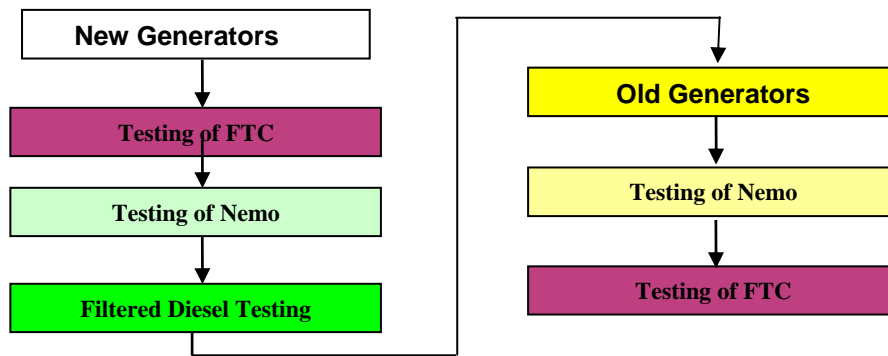 New Generators
Testing of FTC
Testing of Nemo
Filtered Diesel Testing
Old Generators
Testing of Nemo
Testing of FTC